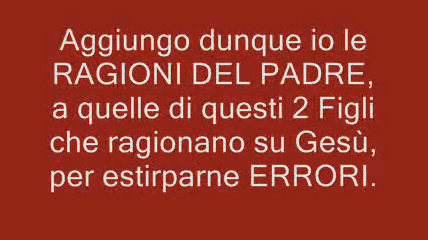 Aggiungo dunque io le
RAGIONI DEL PADRE,
a quelle di questi 2 Figli
che ragionano su Gesù,
per estirparne ERRORI.